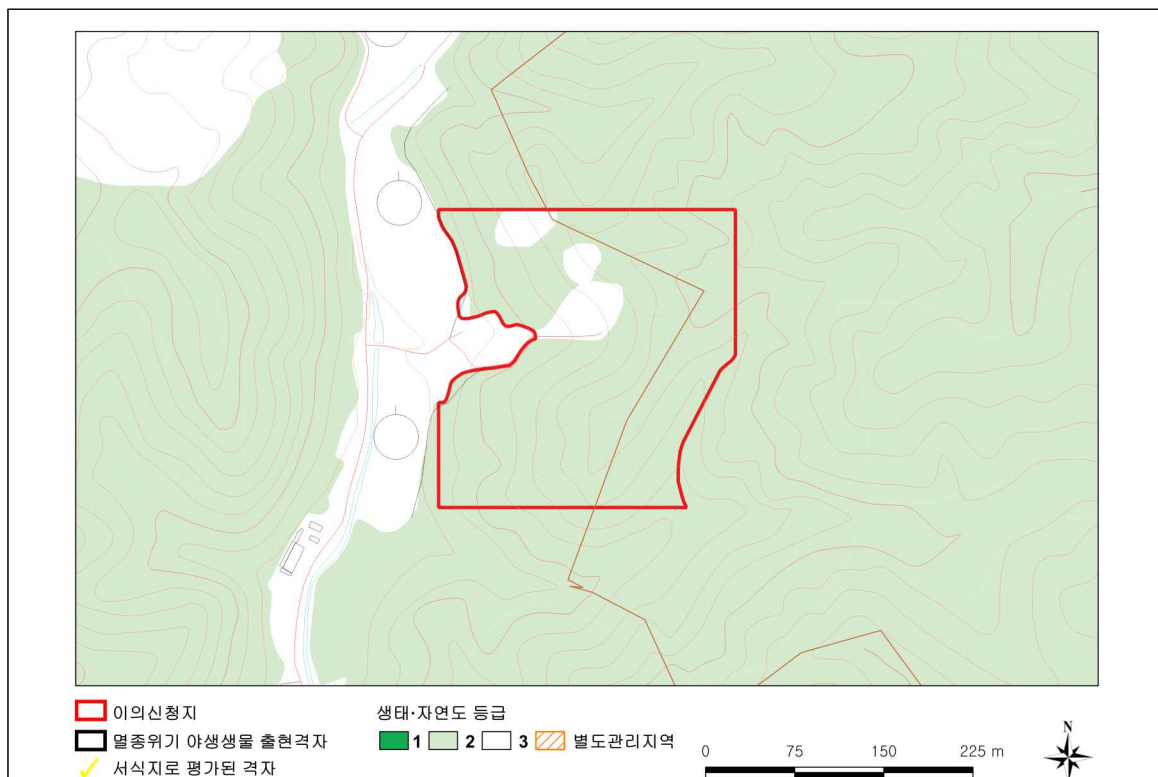 이의신청지 생태·자연도 등급
멸종위기 야생생물 출현격자 1 2 3 별도관리지역
서식지로 평가된 격자
0 75 150 225 m
N